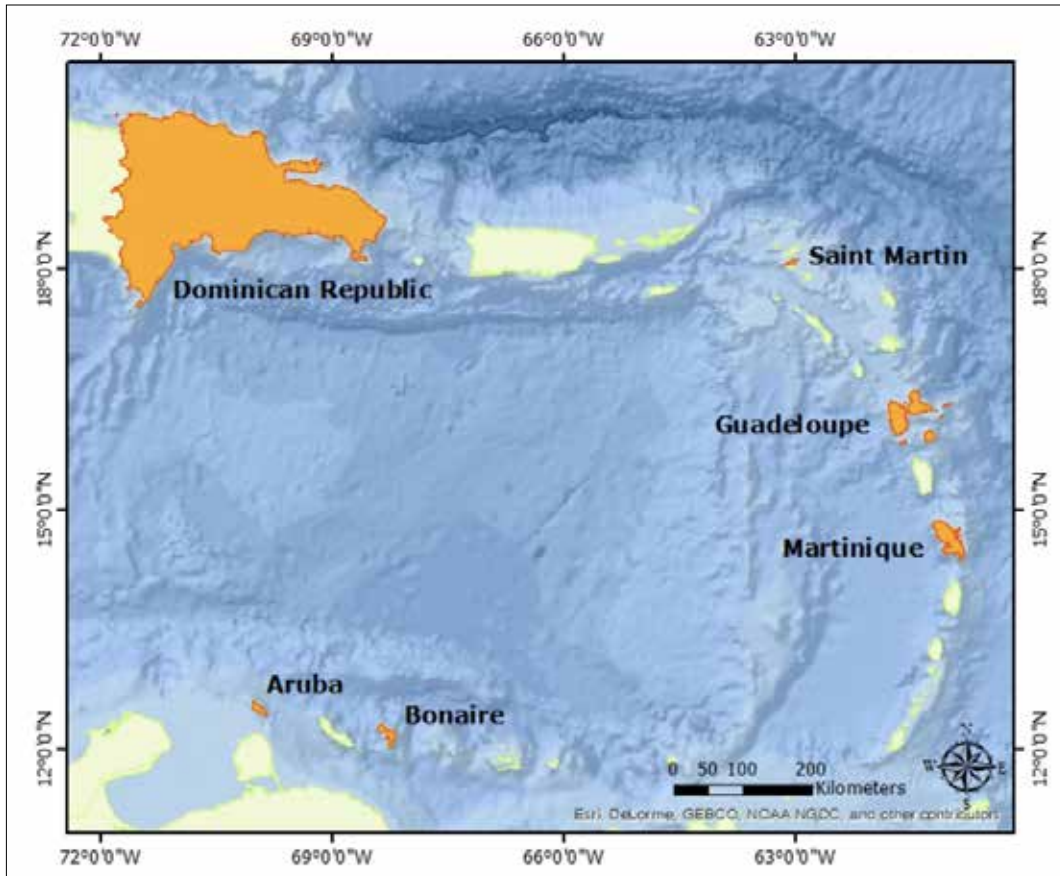 72°0'0"W 69°0'0"W 66°0'0"W 63°0'0"W
18°0'0"N
Saint Martin
18°0'0"N
Dominican Republic
Guadeloupe
15°0'0"N
15°0'0"N
Martinique
Aruba
Bonaire
12°0'0"N
12°0'0"N
N
W E
S
0 50 100 200
Kilometers
Esri, DeLorme, GEBCO, NOAA NGDC, and other contributors
72°0'0"W 69°0'0"W 66°0'0"W 63°0'0"W